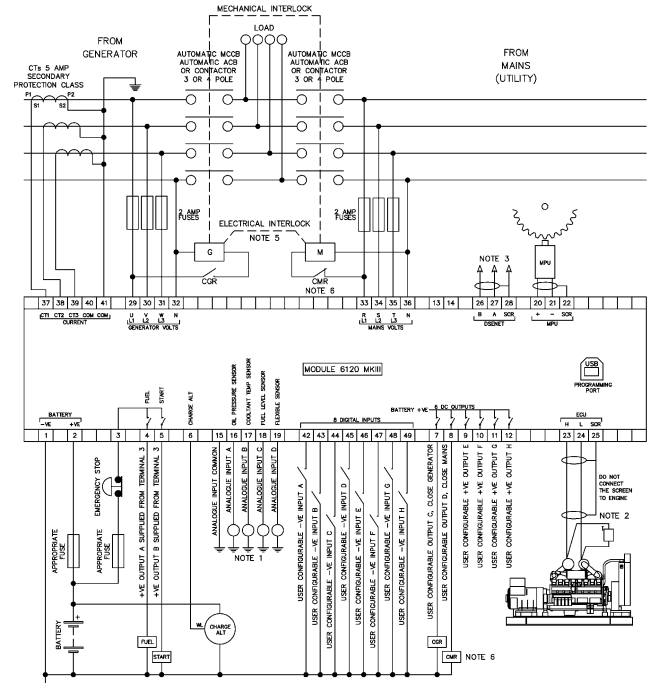 MECHANICAL INTERLOCK
LOAD
FROM
GENERATOR
AUTOMATIC MCCB
AUTOMATIC ACB
OR CONTACTOR
3 OR 4 POLE
AUTOMATIC MCCB
AUTOMATIC ACB
OR CONTACTOR
3 OR 4 POLE
FROM
MAINS
(UTILITY)
CTs 5 AMP
SECONDARY
PROTECTION CLASS
P1 P2
S1 S2
2 AMP
FUSES
2 AMP
FUSES
ELECTRICAL INTERLOCK
NOTE 5
G
M
CGR
CMR
NOTE 6
NOTE 3
MPU
37 38 39 40 41 29 30 31 32 33 34 35 36 13 14 26 27 28 20 21 22
CT1 CT2 CT3 COM COM
CURRENT
U V W N
L1 L2 L3
GENERATOR VOLTS
R S T N
L1 L2 L3
MAINS VOLTS
B A SCR
DSENET
+ - SCR
MPU
MODULE 6120 MKIII
USB
PROGRAMMING
PORT
FUEL
START
CHARGE ALT
OIL PRESSURE SENSOR
COOLTANT TEMP SENSOR
FUEL LEVEL SENSOR
FLEXIBLE SENSOR
BATTERY
-VE +VE
8 DIGITAL INPUTS
BATTERY +VE
6 DC OUTPUTS
ECU
H L SCR
1 2 3 4 5 6 15 16 17 18 19 42 43 44 45 46 47 48 49 7 8 9 10 11 12 23 24 25
EMERGENCY STOP
APPROPRIATE
FUSE
APPROPRIATE
FUSE
+VE OUTPUT A SUPPLIED FROM TERMINAL 3
+VE OUTPUT B SUPPLIED FROM TERMINAL 3
ANALOGUE INPUT COMMON
ANALOGUE INPUT A
ANALOGUE INPUT B
ANALOGUE INPUT C
ANALOGUE INPUT D
NOTE 1
USER CONFIGURABLE -VE INPUT A
USER CONFIGURABLE -VE INPUT B
USER CONFIGURABLE -VE INPUT C
USER CONFIGURABLE -VE INPUT D
USER CONFIGURABLE -VE INPUT E
USER CONFIGURABLE -VE INPUT F
USER CONFIGURABLE -VE INPUT G
USER CONFIGURABLE -VE INPUT H
USER CONFIGURABLE OUTPUT C, CLOSE GENERATOR
USER CONFIGURABLE OUTPUT D, CLOSE MAINS
USER CONFIGURABLE +VE OUTPUT E
USER CONFIGURABLE +VE OUTPUT F
USER CONFIGURABLE +VE OUTPUT G
USER CONFIGURABLE +VE OUTPUT H
DO NOT
CONNECT
THE SCREEN
TO ENGINE
NOTE 2
BATTERY
+
-
WL
CHARGE
ALT
FUEL
START
CGR
CMR
NOTE 6